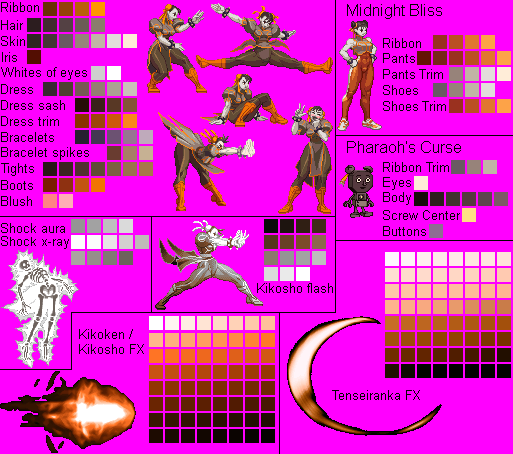 Ribbon
Hair
Skin
Iris
Whites of eyes
Dress
Dress sash
Dress trim
Bracelets
Bracelet spikes
Tights
Boots
Blush
Midnight Bliss
Ribbon
Pants
Pants Trim
Shoes
Shoes Trim
Pharaoh's Curse
Ribbon Trim
Eyes
Body
Screw Center
Buttons
Shock aura
Shock x-ray
Kikosho flash
Kikoken /
Kikosho FX
Tenseiranka FX